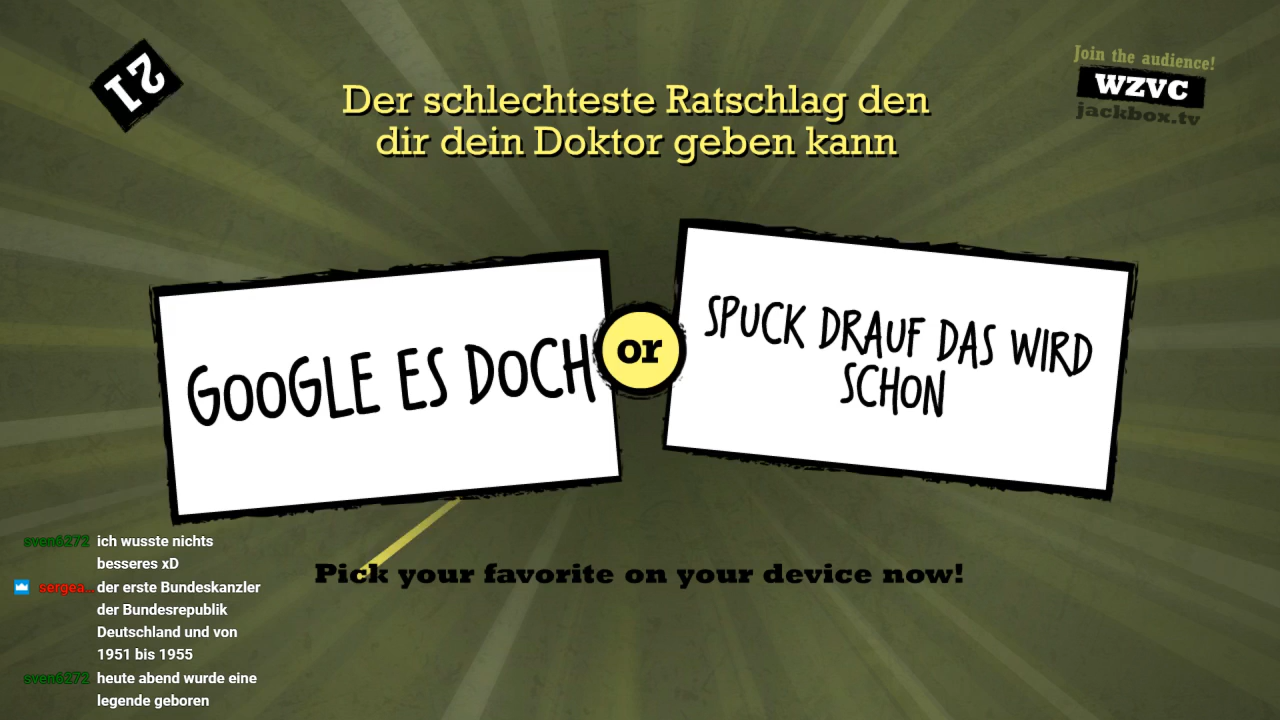 21
Join the audience!
WZVC
jackbox.tv
Der schlechteste Ratschlag den
dir dein Doktor geben kann
GOOGLE ES DOCH
or
SPUCK DRAUF DAS WIRD
SCHON
Pick your favorite on your device now!
sven6272 ich wusste nichts
besseres xD
sergea... der erste Bundeskanzler
der Bundesrepublik
Deutschland und von
1951 bis 1955
sven6272 heute abend wurde eine
legende geboren